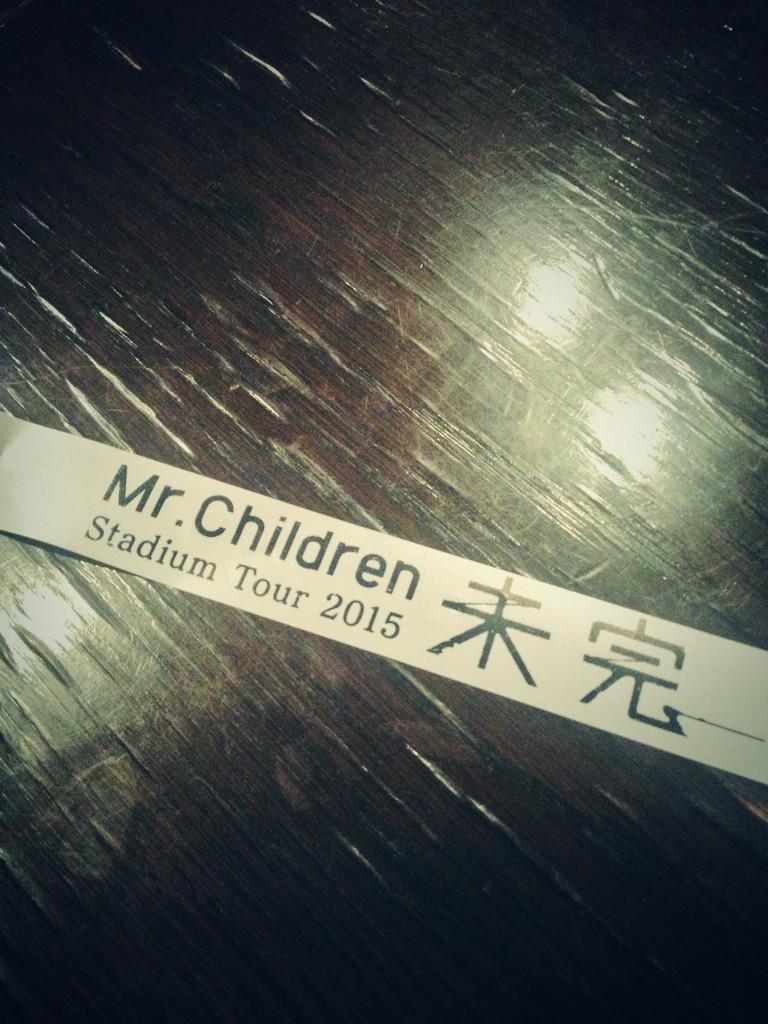 Mr.Children
Stadium Tour 2015
未完